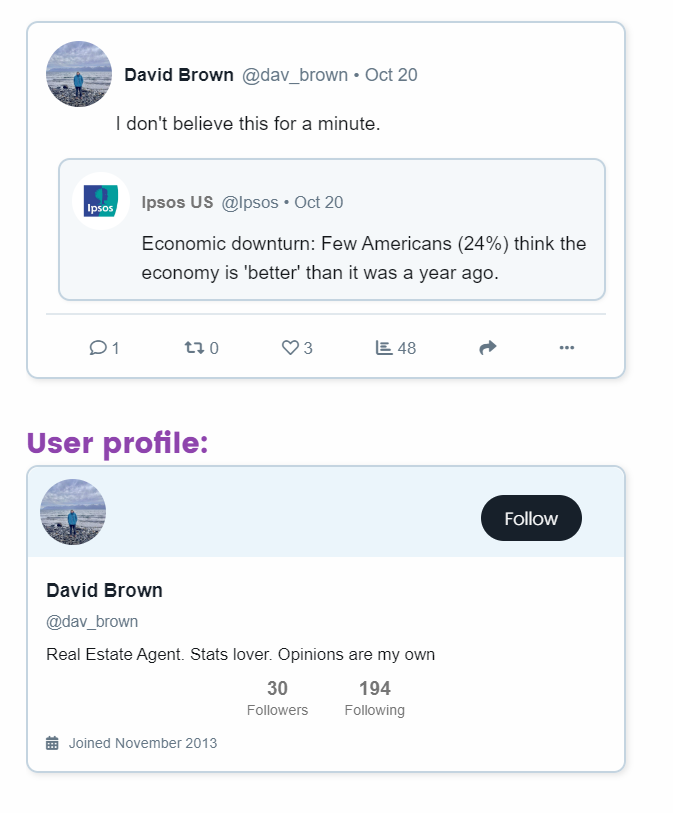 David Brown @dav_brown • Oct 20
I don't believe this for a minute.
Ipsos
Ipsos US @Ipsos • Oct 20
Economic downturn: Few Americans (24%) think the
economy is 'better' than it was a year ago.
1 0 3 48
User profile:
Follow
David Brown
@dav_brown
Real Estate Agent. Stats lover. Opinions are my own
30 194
Followers Following
Joined November 2013